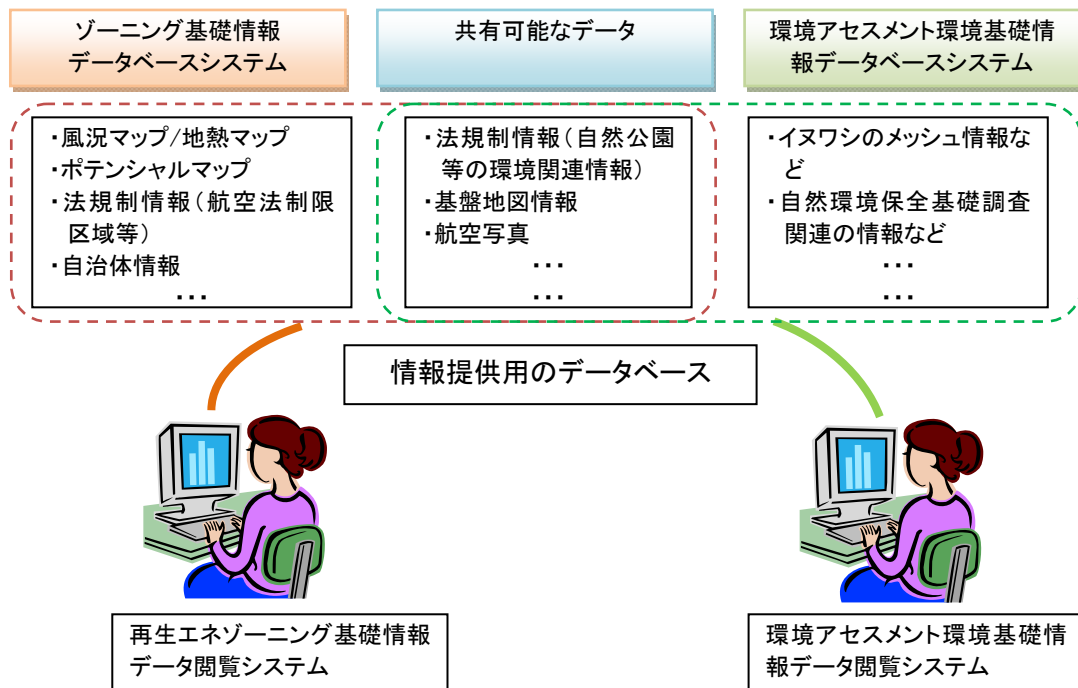 ゾーニング基礎情報
データベースシステム
共有可能なデータ
環境アセスメント環境基礎情
報データベースシステム
・風況マップ/地熱マップ
・ポテンシャルマップ
・法規制情報（航空法制限
区域等）
・自治体情報
...
・法規制情報（自然公園
等の環境関連情報）
・基盤地図情報
・航空写真
...
...
・イヌワシのメッシュ情報な
ど
・自然環境保全基礎調査
関連の情報など
...
...
情報提供用のデータベース
再生エネゾーニング基礎情報
データ閲覧システム
環境アセスメント環境基礎情
報データ閲覧システム